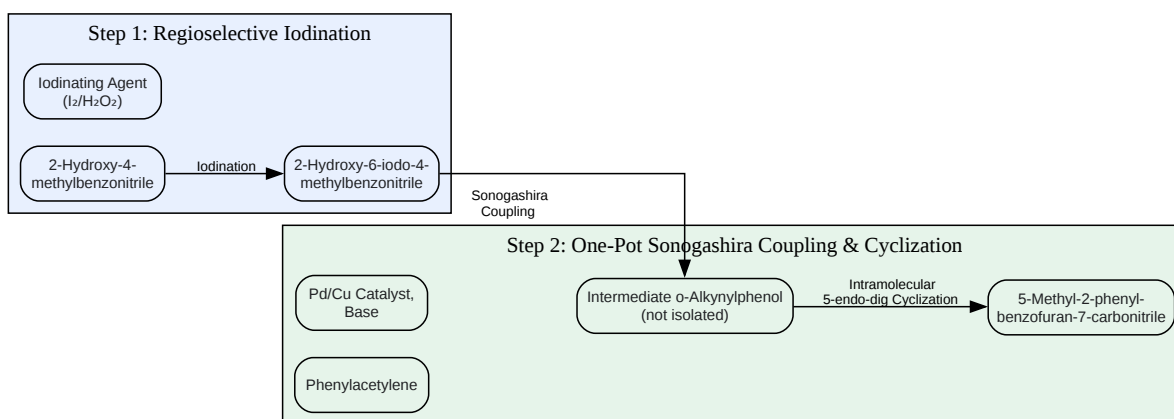 Step 1: Regioselective Iodination
Iodinating Agent
(I₂/H₂O₂)
2-Hydroxy-4-
methylbenzonitrile
Iodination
2-Hydroxy-6-iodo-4-
methylbenzonitrile
Sonogashira
Coupling
Step 2: One-Pot Sonogashira Coupling & Cyclization
Pd/Cu Catalyst,
Base
Intermediate o-Alkynylphenol
(not isolated)
Intramolecular
5-endo-dig Cyclization
5-Methyl-2-phenyl-
benzofuran-7-carbonitrile
Phenylacetylene